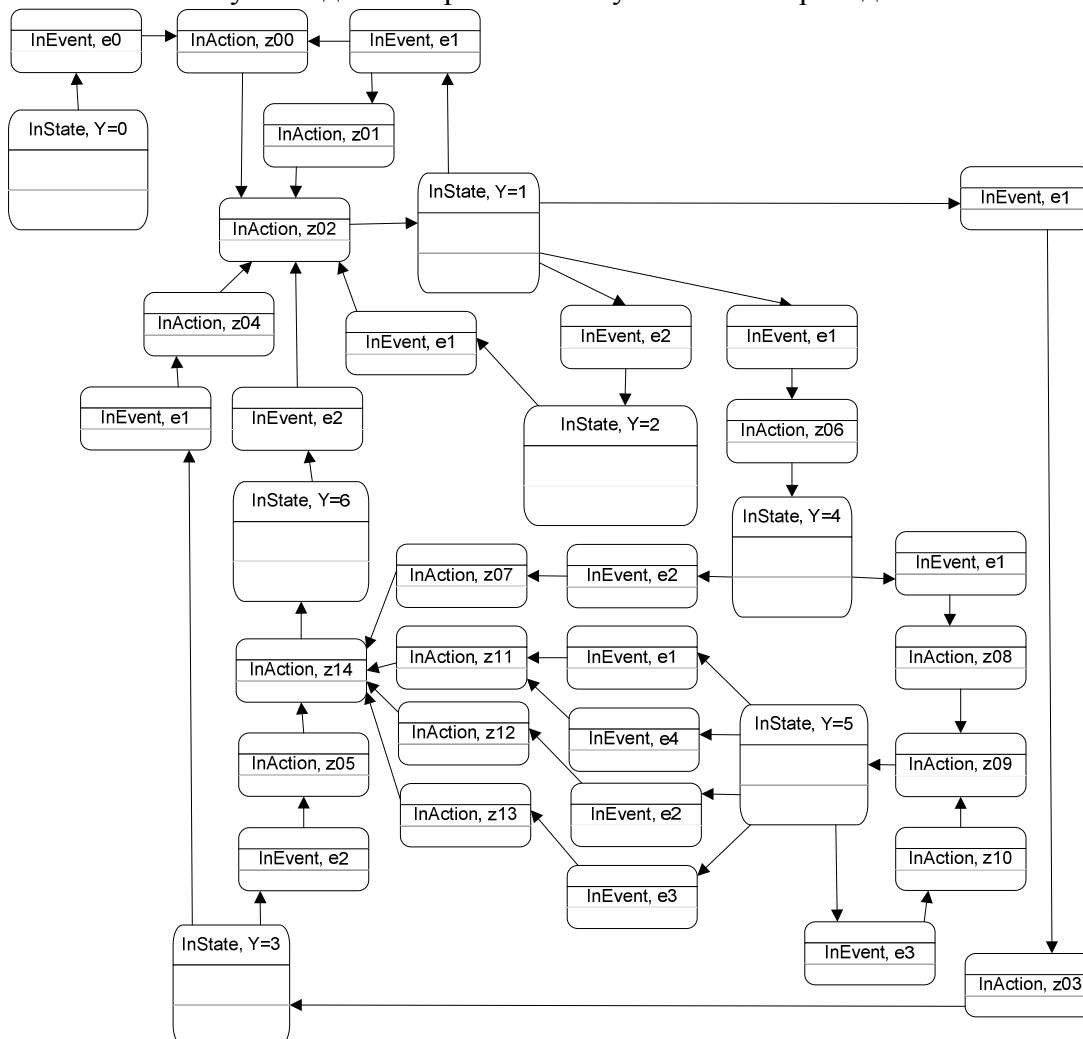 InEvent, e0
InAction, z00
InEvent, e1
InState, Y=0
InAction, z01
InState, Y=1
InEvent, e1
InAction, z02
InAction, z04
InEvent, e1
InEvent, e2
InEvent, e1
InEvent, e1
InEvent, e2
InState, Y=2
InAction, z06
InState, Y=6
InState, Y=4
InAction, z07
InEvent, e2
InEvent, e1
InAction, z14
InAction, z11
InEvent, e1
InAction, z08
InState, Y=5
InAction, z12
InEvent, e4
InAction, z05
InAction, z09
InAction, z13
InEvent, e2
InEvent, e2
InAction, z10
InEvent, e3
InState, Y=3
InEvent, e3
InAction, z03